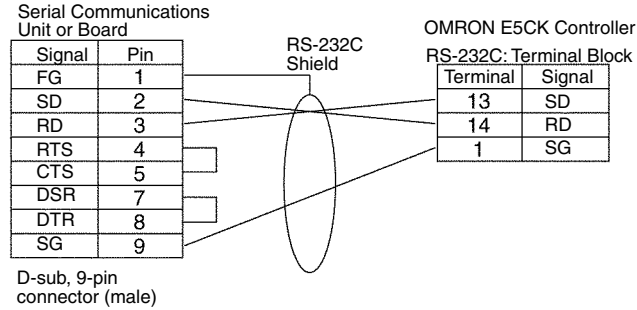 Serial Communications
Unit or Board
Signal Pin
FG 1
SD 2
RD 3
RTS 4
CTS 5
DSR 7
DTR 8
SG 9
D-sub, 9-pin
connector (male)
RS-232C
Shield
OMRON E5CK Controller
RS-232C: Terminal Block
Terminal Signal
13 SD
14 RD
1 SG